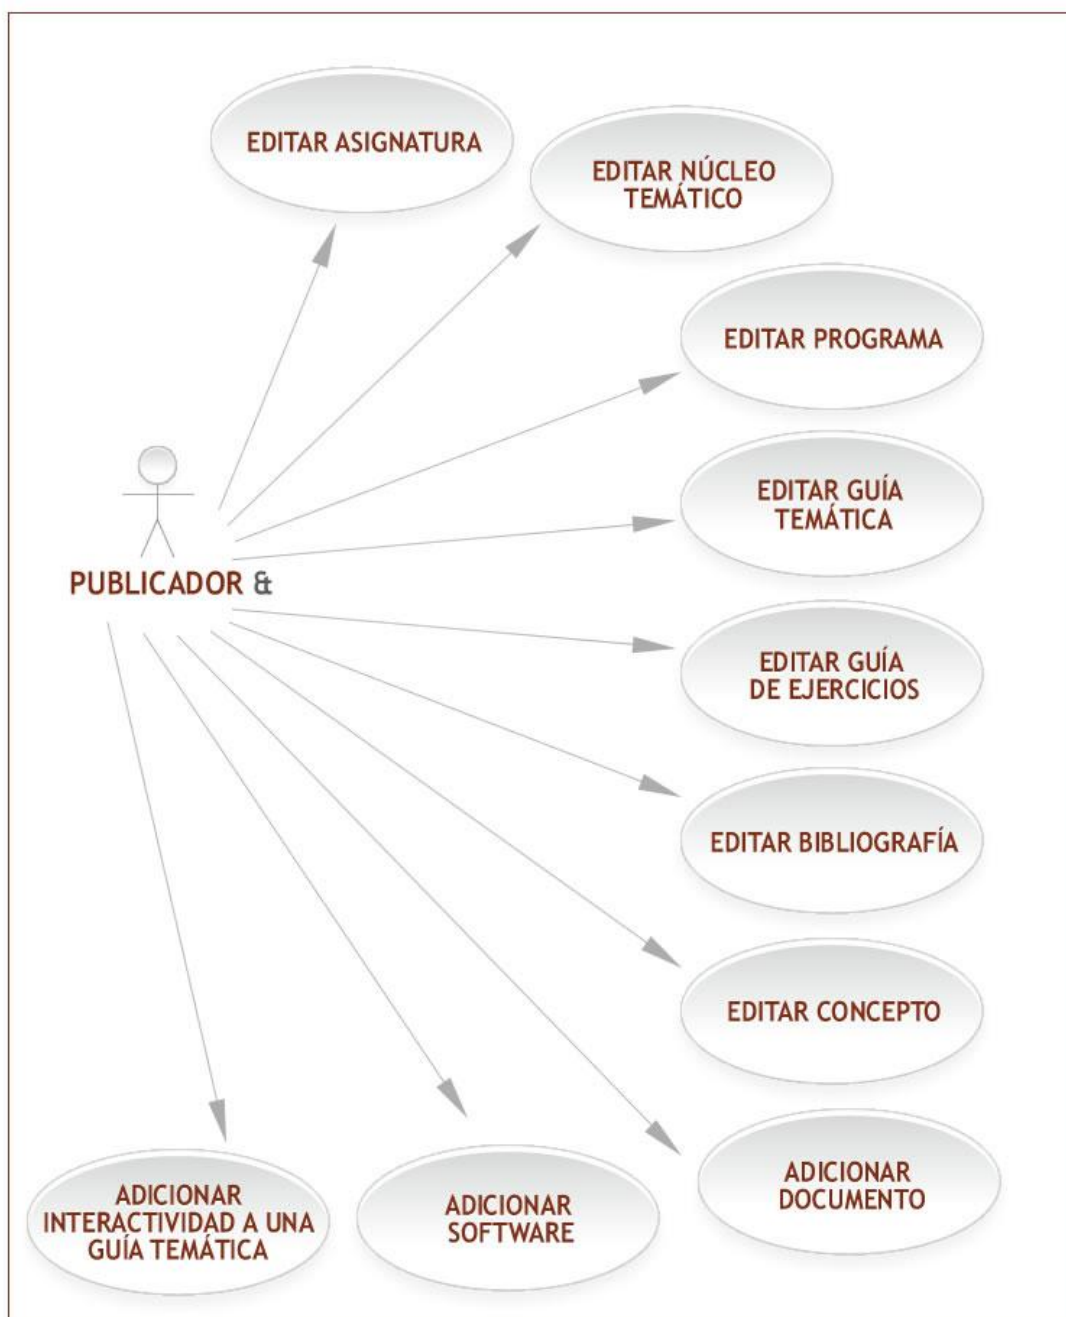 EDITAR ASIGNATURA
EDITAR NÚCLEO
TEMÁTICO
EDITAR PROGRAMA
EDITAR GUÍA
TEMÁTICA
PUBLICADOR &
EDITAR GUÍA
DE EJERCICIOS
EDITAR BIBLIOGRAFÍA
EDITAR CONCEPTO
ADICIONAR
DOCUMENTO
ADICIONAR
SOFTWARE
ADICIONAR
INTERACTIVIDAD A UNA
GUÍA TEMÁTICA